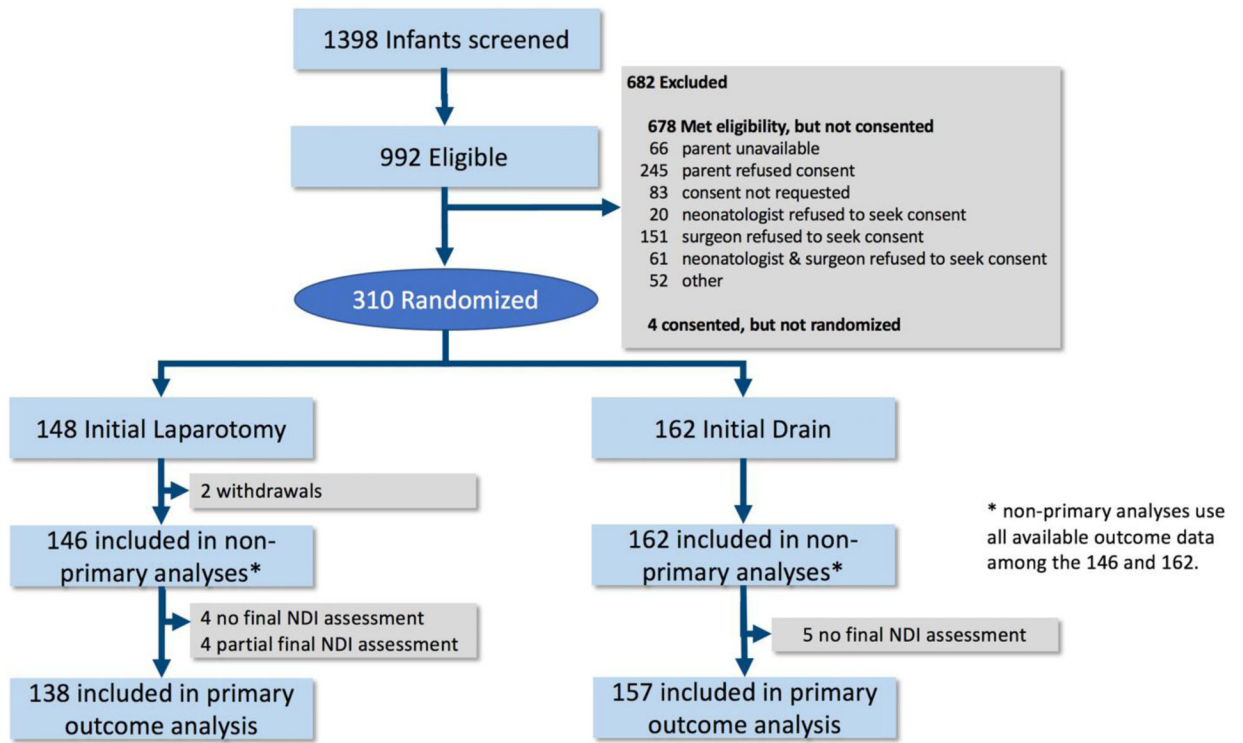 1398 Infants screened
992 Eligible
682 Excluded
678 Met eligibility, but not consented
66 parent unavailable
245 parent refused consent
83 consent not requested
20 neonatologist refused to seek consent
151 surgeon refused to seek consent
61 neonatologist & surgeon refused to seek consent
52 other
4 consented, but not randomized
310 Randomized
148 Initial Laparotomy
2 withdrawals
146 included in non-
primary analyses*
4 no final NDI assessment
4 partial final NDI assessment
138 included in primary
outcome analysis
162 Initial Drain
162 included in non-
primary analyses*
5 no final NDI assessment
157 included in primary
outcome analysis
* non-primary analyses use
all available outcome data
among the 146 and 162.